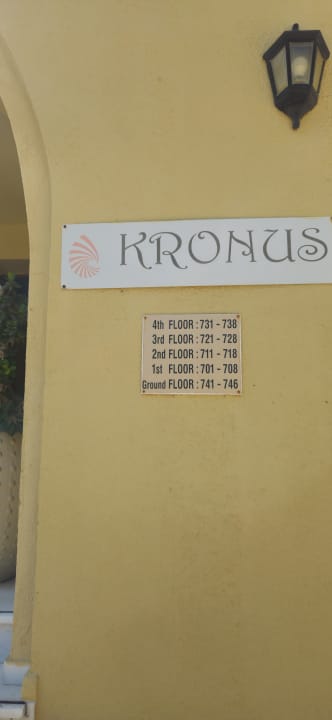 KRONUS
4th FLOOR : 731 - 738
3rd FLOOR : 721 - 728
2nd FLOOR : 711 - 718
1st FLOOR : 701 - 708
Ground FLOOR : 741 - 746